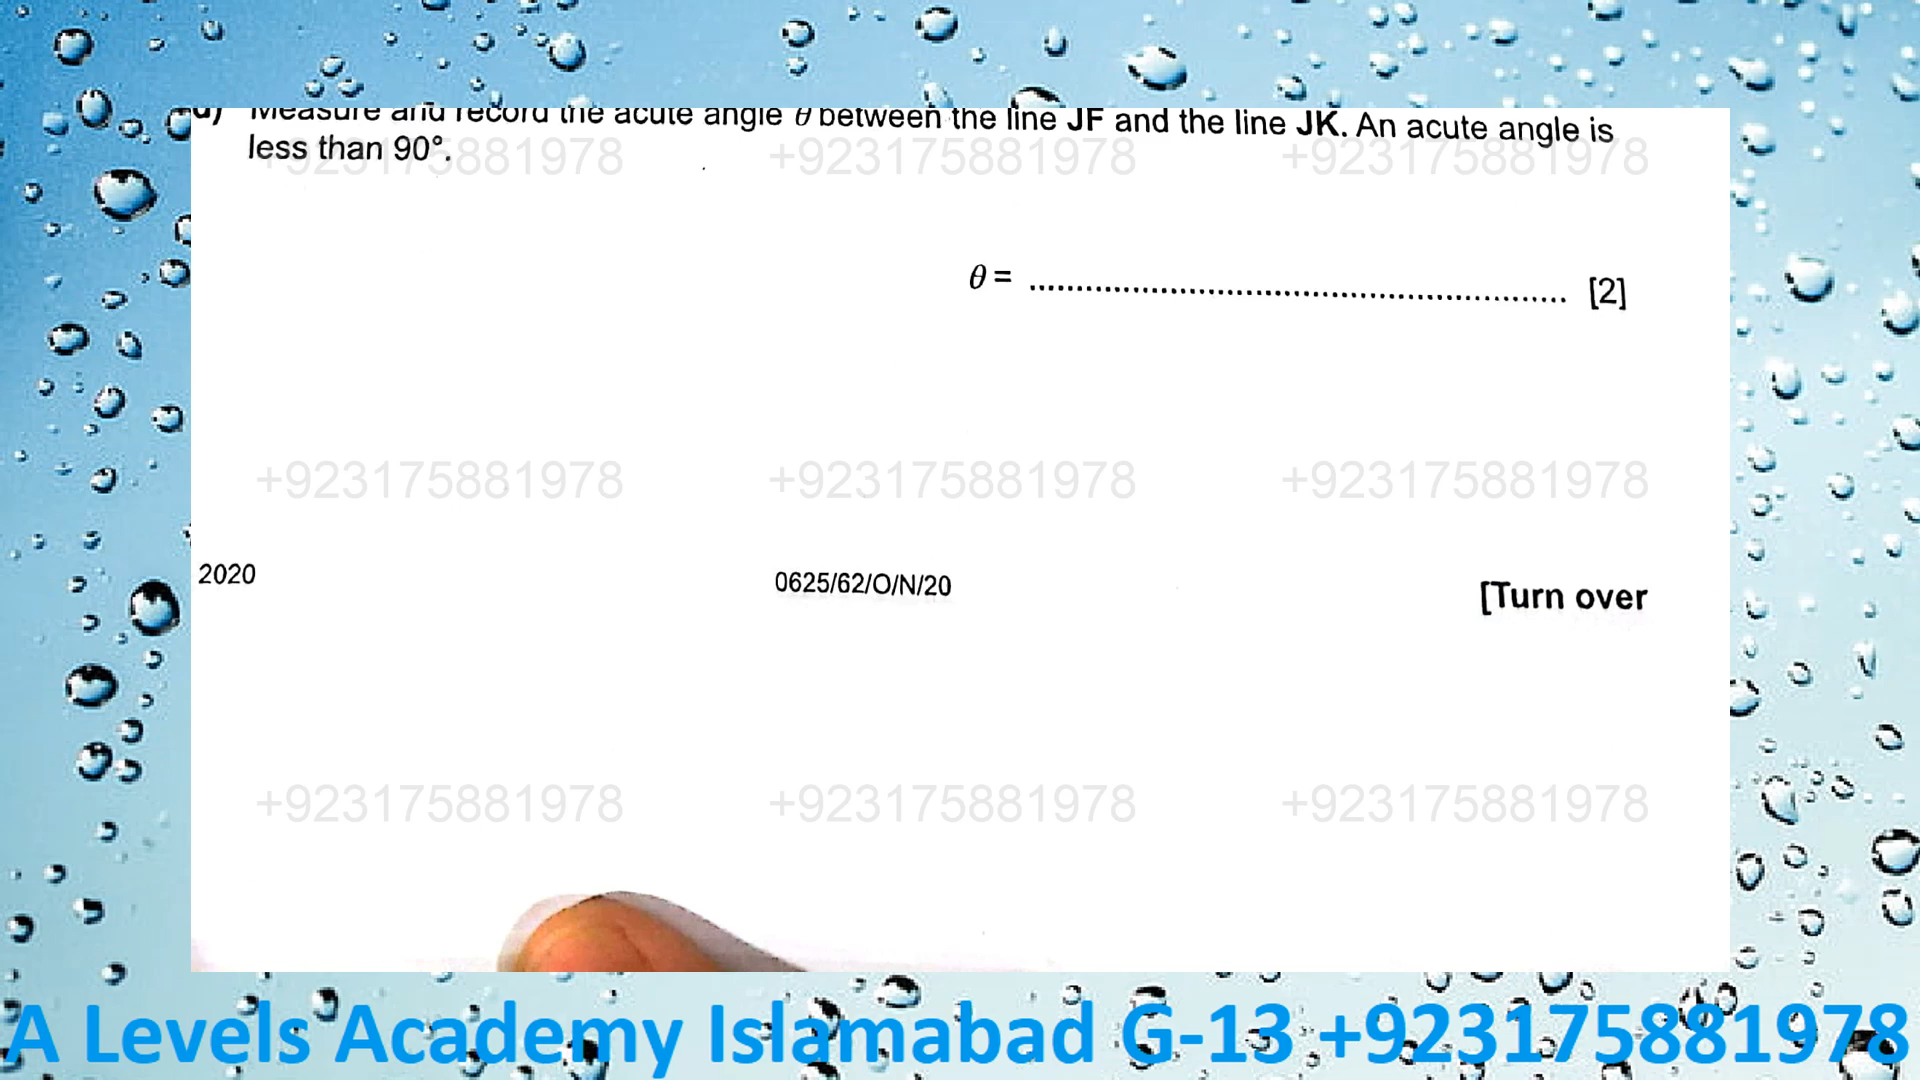 d) Measure and record the acute angle θ between the line JF and the line JK. An acute angle is
less than 90°.
+923175881978 +923175881978 +923175881978
θ = ........................................................ [2]
+923175881978 +923175881978 +923175881978
2020 0625/62/O/N/20 [Turn over
+923175881978 +923175881978 +923175881978
A Levels Academy Islamabad G-13 +923175881978